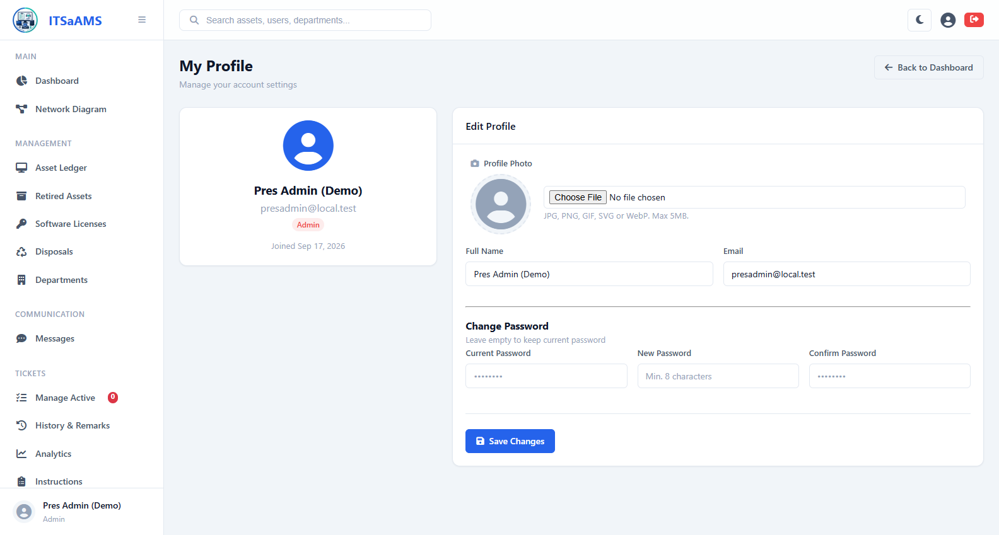 ITSaAMS
Search assets, users, departments...
MAIN
Dashboard
Network Diagram
MANAGEMENT
Asset Ledger
Retired Assets
Software Licenses
Disposals
Departments
COMMUNICATION
Messages
TICKETS
Manage Active 0
History & Remarks
Analytics
Instructions
Pres Admin (Demo)
Admin
My Profile
Manage your account settings
Back to Dashboard
Pres Admin (Demo)
presadmin@local.test
Admin
Joined Sep 17, 2026
Edit Profile
Profile Photo
Choose File No file chosen
JPG, PNG, GIF, SVG or WebP. Max 5MB.
Full Name Email
Pres Admin (Demo) presadmin@local.test
Change Password
Leave empty to keep current password
Current Password New Password Confirm Password
•••••••• Min. 8 characters ••••••••
Save Changes